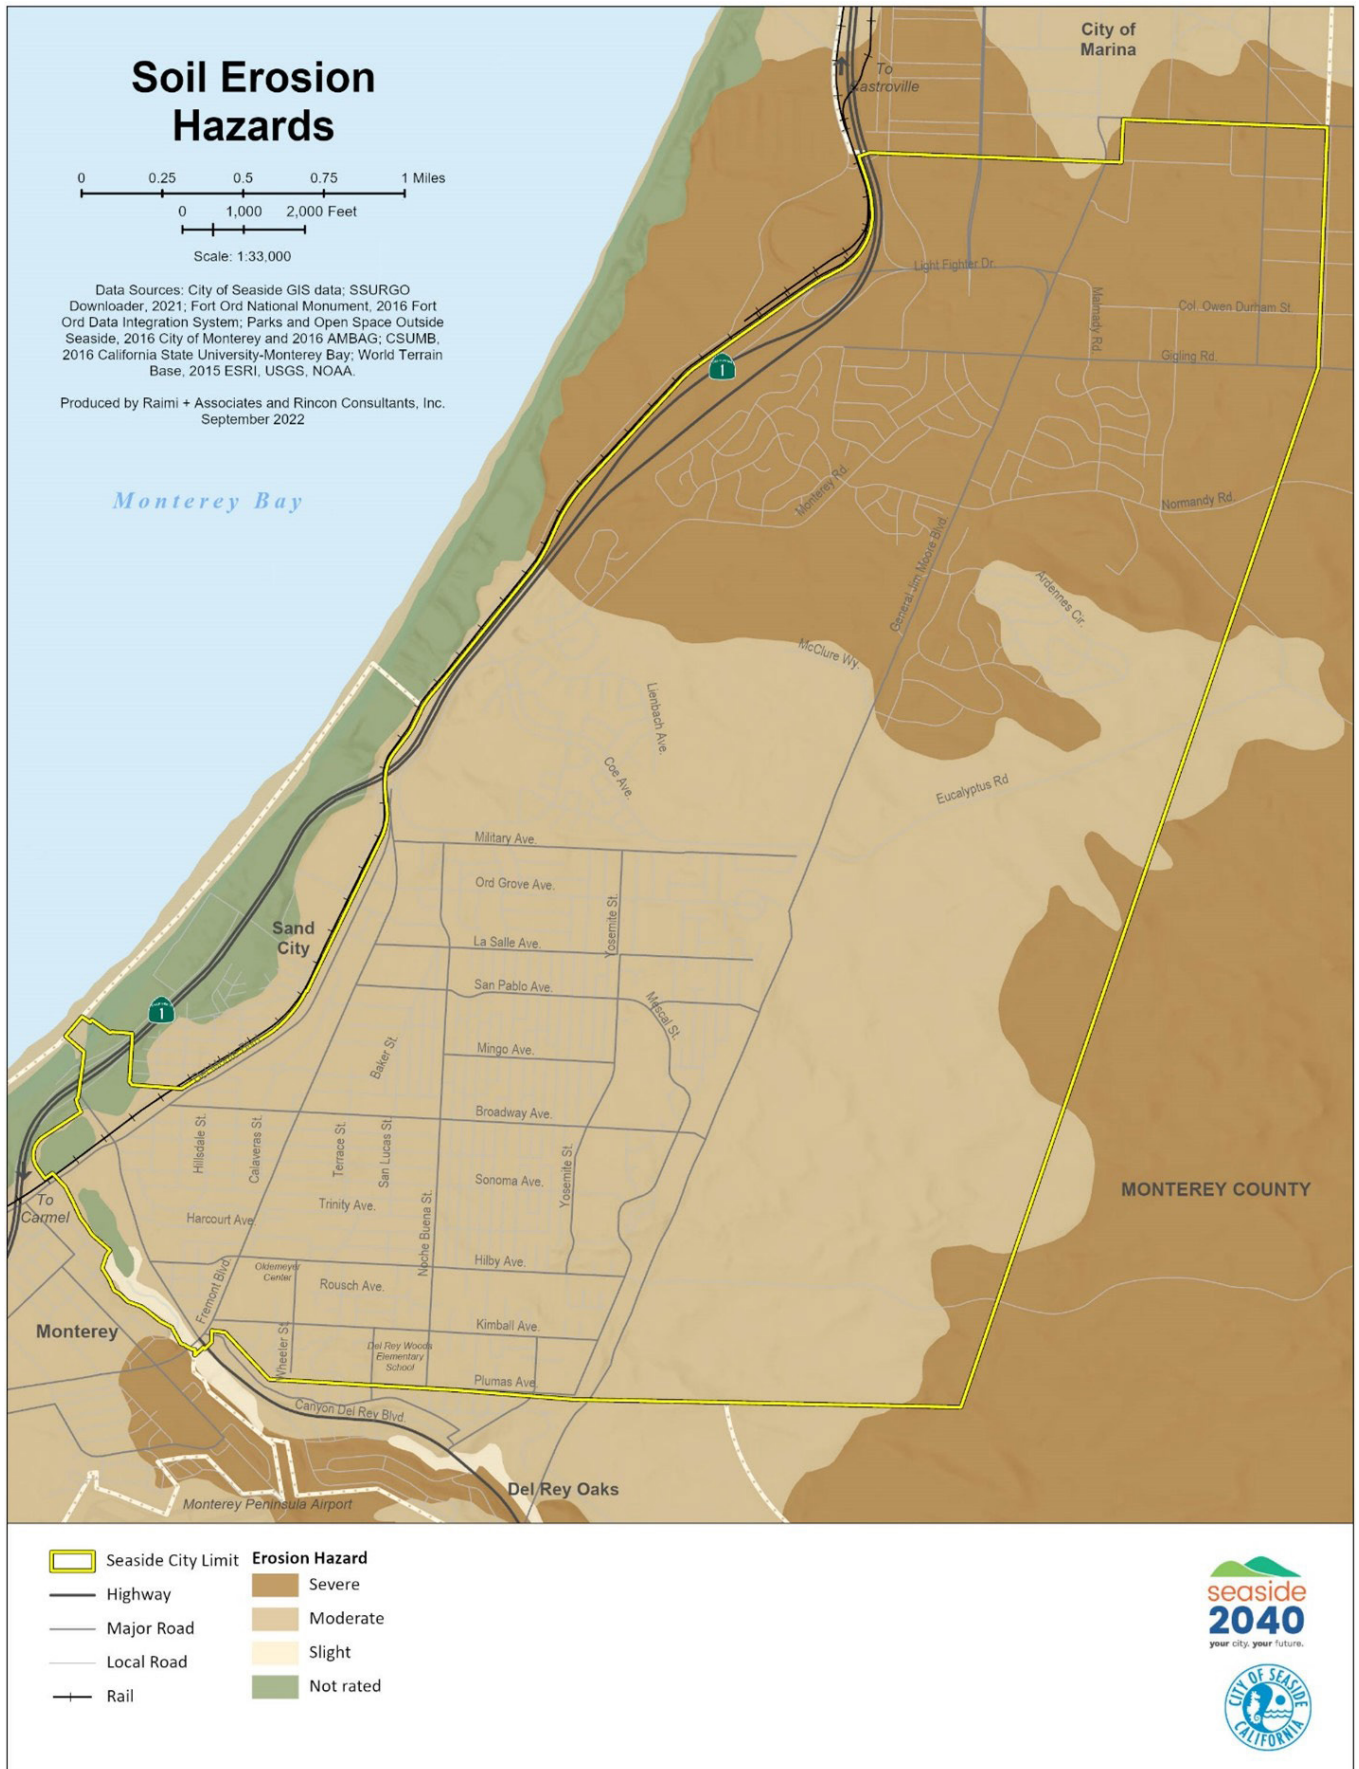 Soil Erosion
Hazards
0 0.25 0.5 0.75 1 Miles
0 1,000 2,000 Feet
Scale: 1:33,000
Data Sources: City of Seaside GIS data; SSURGO
Downloader, 2021; Fort Ord National Monument, 2016 Fort
Ord Data Integration System; Parks and Open Space Outside
Seaside, 2016 City of Monterey and 2016 AMBAG; CSUMB,
2016 California State University-Monterey Bay; World Terrain
Base, 2015 ESRI, USGS, NOAA.
Produced by Raimi + Associates and Rincon Consultants, Inc.
September 2022
Monterey Bay
City of
Marina
To
Castroville
Light Fighter Dr.
Malmady Rd.
Col. Owen Durham St.
Gigling Rd.
1
Monterey Rd.
Normandy Rd.
General Jim Moore Blvd
Ardennes Cir.
McClure Wy.
Lienbach Ave.
Coe Ave.
Eucalyptus Rd
Military Ave.
Ord Grove Ave.
Yosemite St.
Sand
City
La Salle Ave.
San Pablo Ave.
Mescal St.
1
Baker St.
Mingo Ave.
Broadway Ave.
Hillsdale St.
Calaveras St.
Terrace St.
San Lucas St.
Sonoma Ave.
Yosemite St.
MONTEREY COUNTY
To
Carmel
Trinity Ave.
Harcourt Ave.
Noche Buena St.
Hilby Ave.
Oldemeyer
Center
Rousch Ave.
Fremont Blvd.
Monterey
Kimball Ave.
Wheeler St.
Del Rey Woods
Elementary
School
Plumas Ave.
Canyon Del Rey Blvd.
Del Rey Oaks
Monterey Peninsula Airport
Seaside City Limit
Highway
Major Road
Local Road
Rail
Erosion Hazard
Severe
Moderate
Slight
Not rated
seaside
2040
your city. your future.
CITY OF SEASIDE
CALIFORNIA